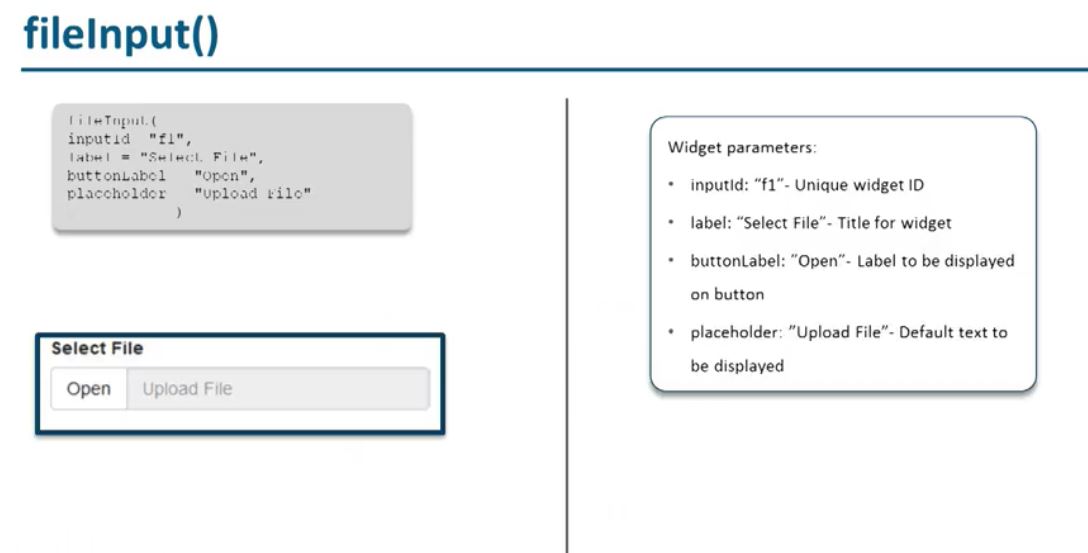 fileInput()
fileInput(
inputId "f1",
label = "Select File",
buttonLabel "Open",
placeholder "Upload File"
)
Select File
Open Upload File
Widget parameters:
• inputId: "f1"- Unique widget ID
• label: "Select File"- Title for widget
• buttonLabel: "Open"- Label to be displayed
on button
• placeholder: "Upload File"- Default text to
be displayed